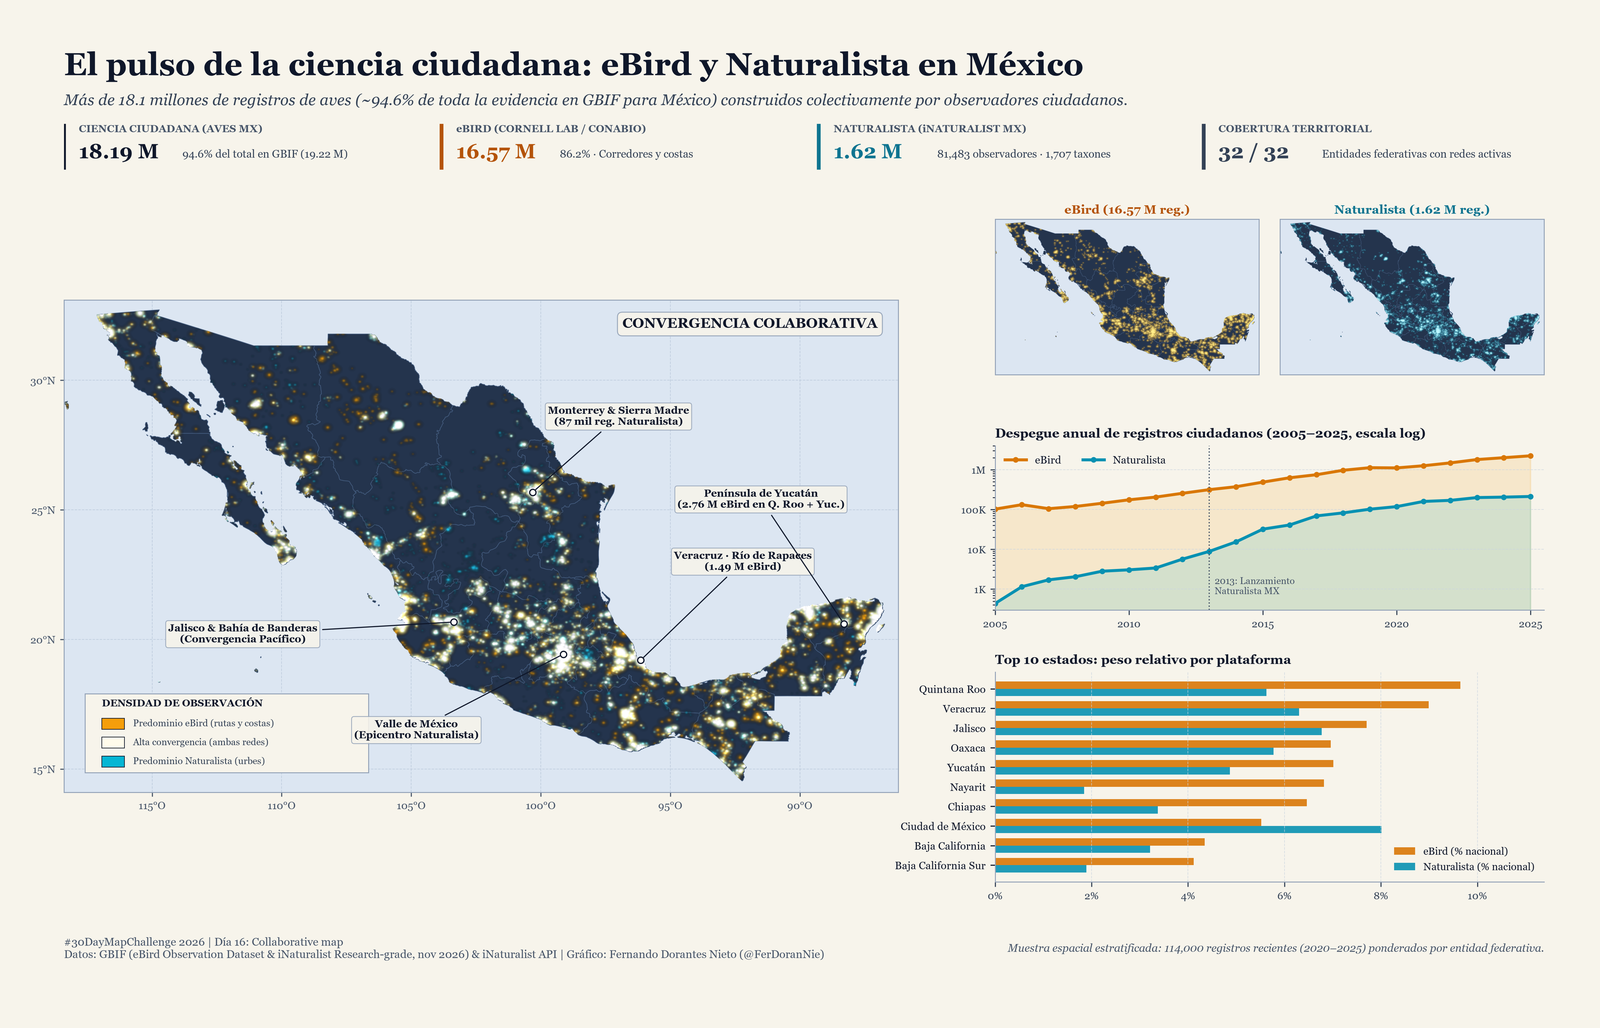 El pulso de la ciencia ciudadana: eBird y Naturalista en México
Más de 18.1 millones de registros de aves (~94.6% de toda la evidencia en GBIF para México) construidos colectivamente por observadores ciudadanos.
CIENCIA CIUDADANA (AVES MX)
18.19 M
94.6% del total en GBIF (19.22 M)
eBIRD (CORNELL LAB / CONABIO)
16.57 M
86.2% · Corredores y costas
NATURALISTA (iNATURALIST MX)
1.62 M
81,483 observadores · 1,707 taxones
COBERTURA TERRITORIAL
32 / 32
Entidades federativas con redes activas
CONVERGENCIA COLABORATIVA
Monterrey & Sierra Madre
(87 mil reg. Naturalista)
Península de Yucatán
(2.76 M eBird en Q. Roo + Yuc.)
Veracruz · Río de Rapaces
(1.49 M eBird)
Jalisco & Bahía de Banderas
(Convergencia Pacífico)
Valle de México
(Epicentro Naturalista)
DENSIDAD DE OBSERVACIÓN
Predominio eBird (rutas y costas)
Alta convergencia (ambas redes)
Predominio Naturalista (urbes)
30°N
25°N
20°N
15°N
115°O
110°O
105°O
100°O
95°O
90°O
eBird (16.57 M reg.)
Naturalista (1.62 M reg.)
Despegue anual de registros ciudadanos (2005–2025, escala log)
eBird
Naturalista
1M
100K
10K
1K
2013: Lanzamiento
Naturalista MX
2005
2010
2015
2020
2025
Top 10 estados: peso relativo por plataforma
Quintana Roo
Veracruz
Jalisco
Oaxaca
Yucatán
Nayarit
Chiapas
Ciudad de México
Baja California
Baja California Sur
eBird (% nacional)
Naturalista (% nacional)
0%
2%
4%
6%
8%
10%
#30DayMapChallenge 2026 | Día 16: Collaborative map
Datos: GBIF (eBird Observation Dataset & iNaturalist Research-grade, nov 2026) & iNaturalist API | Gráfico: Fernando Dorantes Nieto (@FerDoranNie)
Muestra espacial estratificada: 114,000 registros recientes (2020–2025) ponderados por entidad federativa.